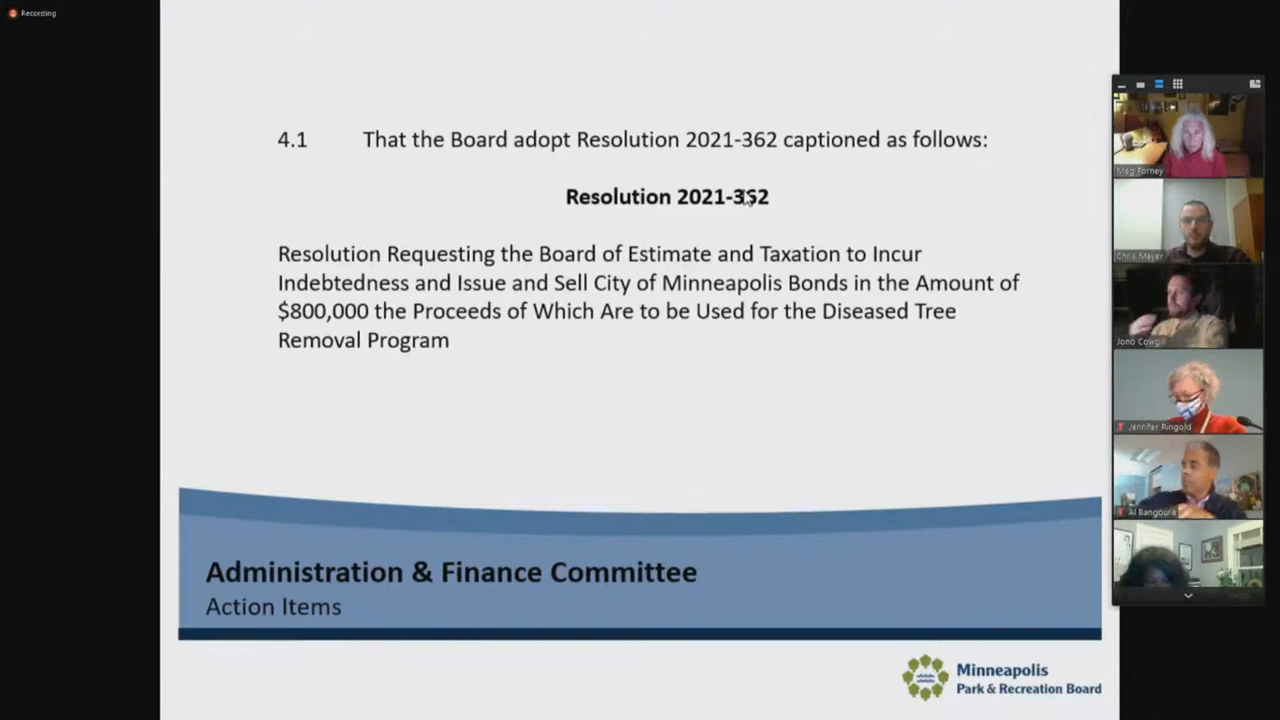 Recording
4.1 That the Board adopt Resolution 2021-362 captioned as follows:
Resolution 2021-352
Resolution Requesting the Board of Estimate and Taxation to Incur
Indebtedness and Issue and Sell City of Minneapolis Bonds in the Amount of
$800,000 the Proceeds of Which Are to be Used for the Diseased Tree
Removal Program
Administration & Finance Committee
Action Items
Minneapolis
Park & Recreation Board
Meg Forney
Chris Meyer
Jono Cowgill
Jennifer Ringold
Al Bangoura